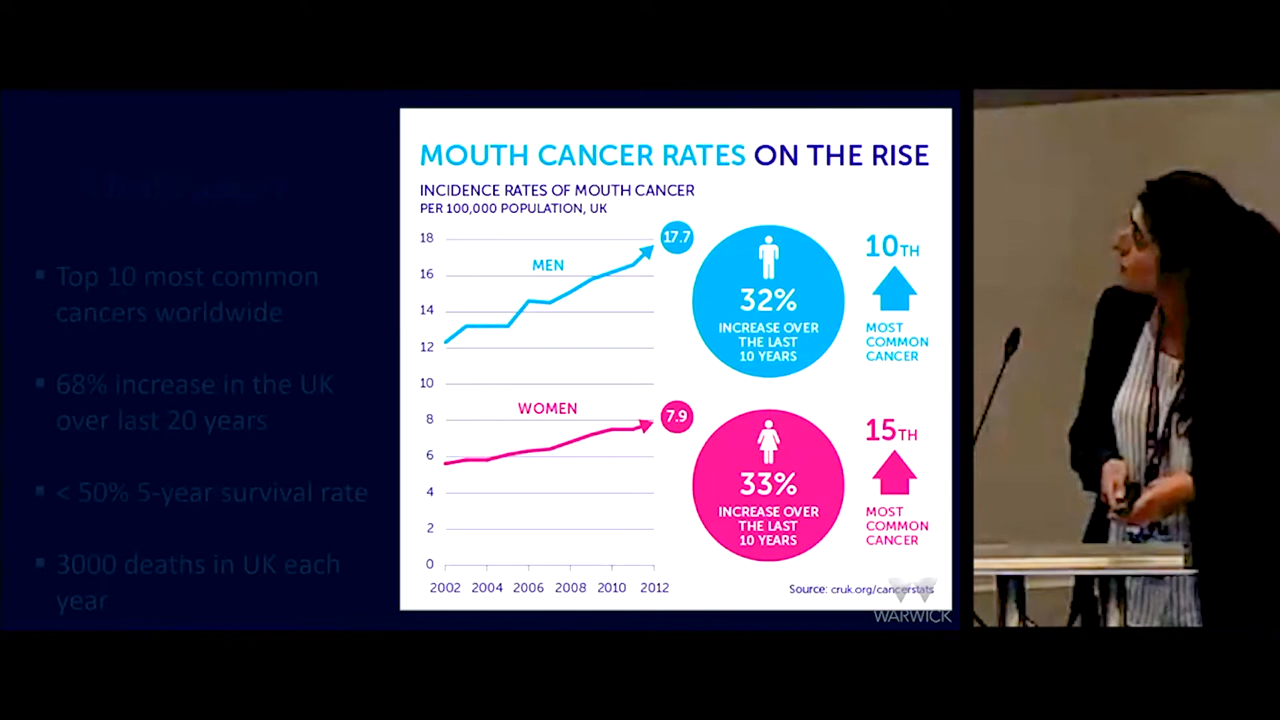 ▪ Top 10 most common
cancers worldwide
▪ 68% increase in the UK
over last 20 years
▪ < 50% 5-year survival rate
▪ 3000 deaths in UK each
year
MOUTH CANCER RATES ON THE RISE
INCIDENCE RATES OF MOUTH CANCER
PER 100,000 POPULATION, UK
18
16
14
12
10
8
6
4
2
0
MEN
17.7
WOMEN
7.9
2002 2004 2006 2008 2010 2012
32%
INCREASE OVER
THE LAST
10 YEARS
10TH
MOST
COMMON
CANCER
33%
INCREASE OVER
THE LAST
10 YEARS
15TH
MOST
COMMON
CANCER
Source: cruk.org/cancerstats
WARWICK